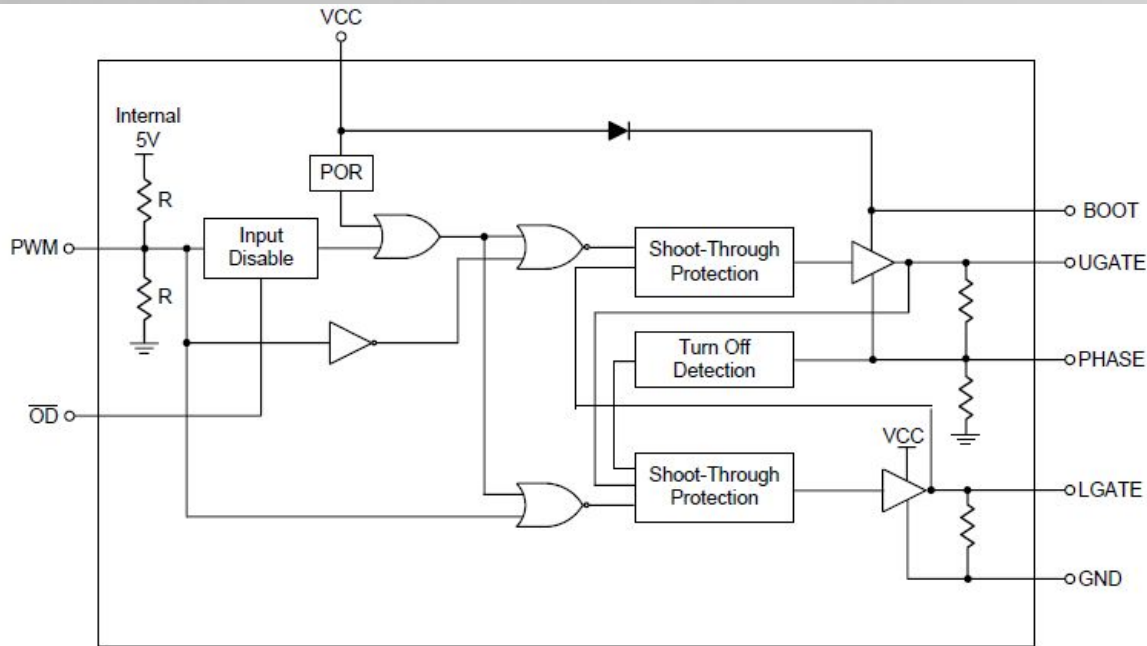 VCC
Internal
5V
R
POR
BOOT
PWM
Input
Disable
Shoot-Through
Protection
UGATE
R
Turn Off
Detection
PHASE
O̅D̅
VCC
Shoot-Through
Protection
LGATE
GND